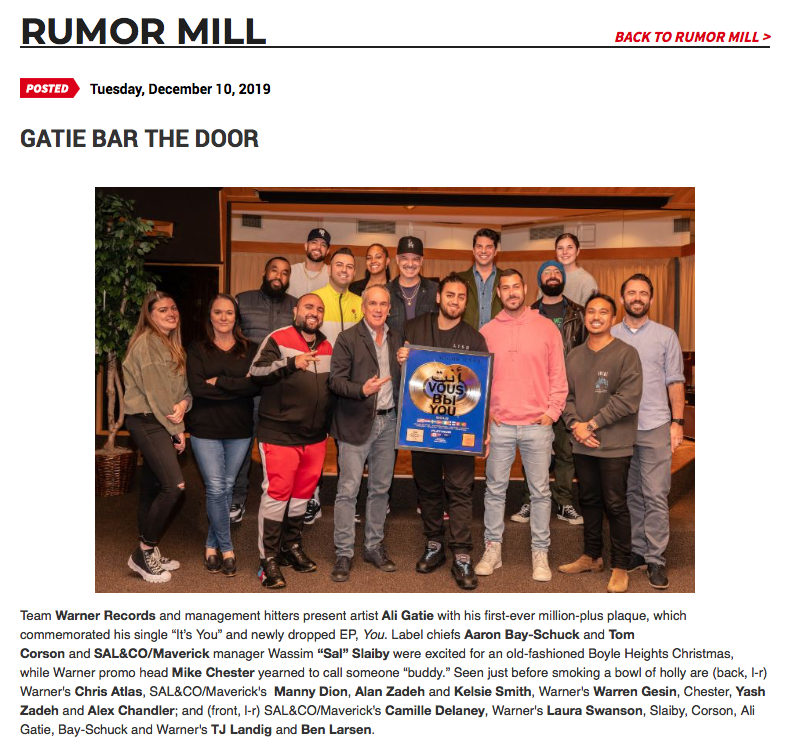 RUMOR MILL
BACK TO RUMOR MILL >
POSTED
Tuesday, December 10, 2019
GATIE BAR THE DOOR
LA
VOUS
ВЫ
YOU
Team Warner Records and management hitters present artist Ali Gatie with his first-ever million-plus plaque, which
commemorated his single “It’s You” and newly dropped EP, You. Label chiefs Aaron Bay-Schuck and Tom
Corson and SAL&CO/Maverick manager Wassim “Sal” Slaiby were excited for an old-fashioned Boyle Heights Christmas,
while Warner promo head Mike Chester yearned to call someone “buddy.” Seen just before smoking a bowl of holly are (back, l-r)
Warner's Chris Atlas, SAL&CO/Maverick's Manny Dion, Alan Zadeh and Kelsie Smith, Warner's Warren Gesin, Chester, Yash
Zadeh and Alex Chandler; and (front, l-r) SAL&CO/Maverick's Camille Delaney, Warner's Laura Swanson, Slaiby, Corson, Ali
Gatie, Bay-Schuck and Warner's TJ Landig and Ben Larsen.